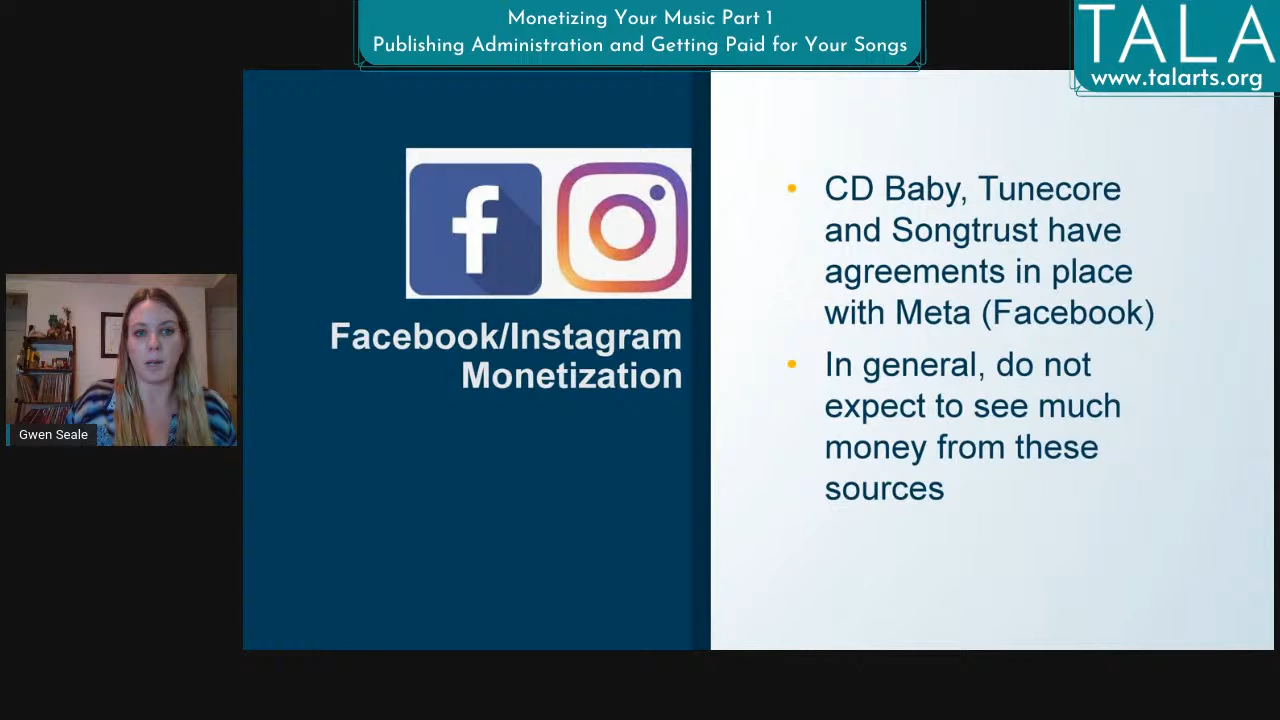 Monetizing Your Music Part 1
Publishing Administration and Getting Paid for Your Songs
TALA
www.talarts.org
Facebook/Instagram
Monetization
• CD Baby, Tunecore
and Songtrust have
agreements in place
with Meta (Facebook)
• In general, do not
expect to see much
money from these
sources
Gwen Seale